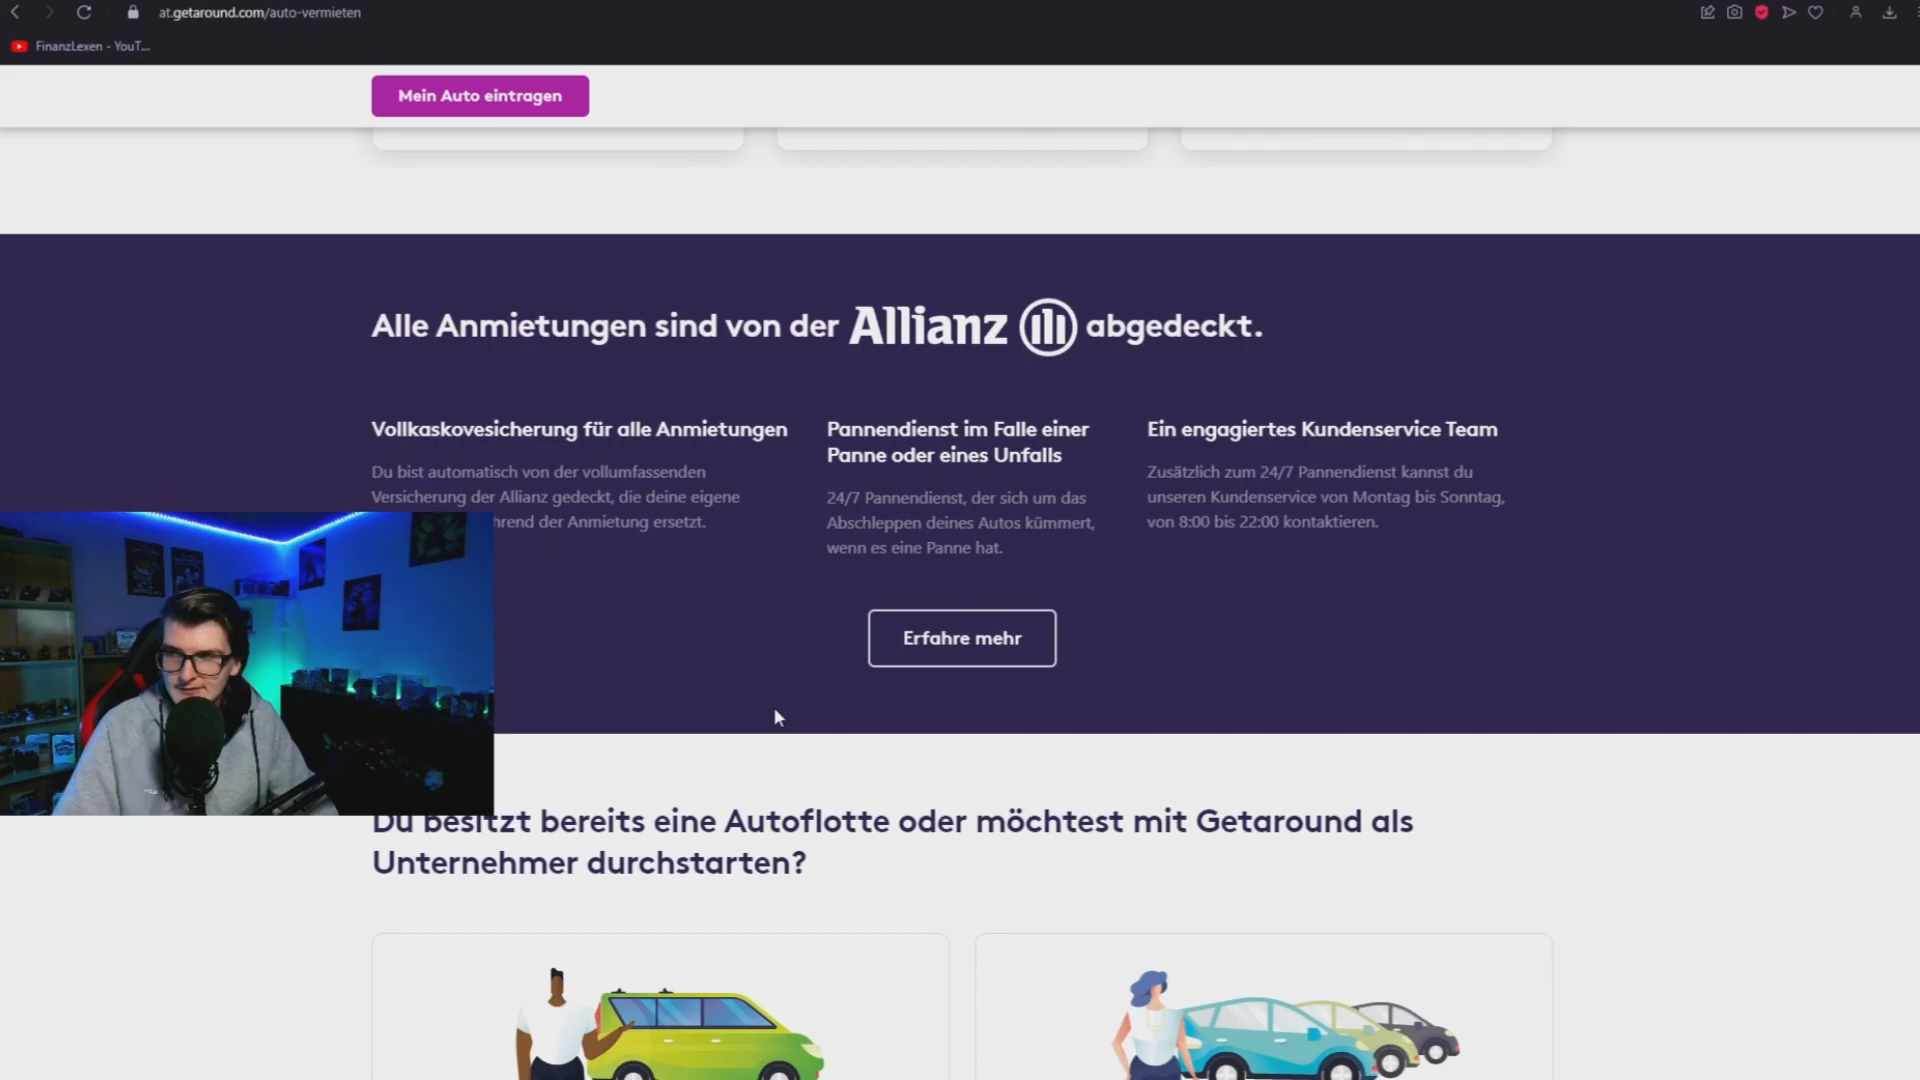 at.getaround.com/auto-vermieten
FinanzLexen - YouT...
Mein Auto eintragen
Alle Anmietungen sind von der Allianz abgedeckt.
Vollkaskovesicherung für alle Anmietungen
Du bist automatisch von der vollumfassenden
Versicherung der Allianz gedeckt, die deine eigene
hrend der Anmietung ersetzt.
Pannendienst im Falle einer
Panne oder eines Unfalls
24/7 Pannendienst, der sich um das
Abschleppen deines Autos kümmert,
wenn es eine Panne hat.
Ein engagiertes Kundenservice Team
Zusätzlich zum 24/7 Pannendienst kannst du
unseren Kundenservice von Montag bis Sonntag,
von 8:00 bis 22:00 kontaktieren.
Erfahre mehr
Du besitzt bereits eine Autoflotte oder möchtest mit Getaround als
Unternehmer durchstarten?